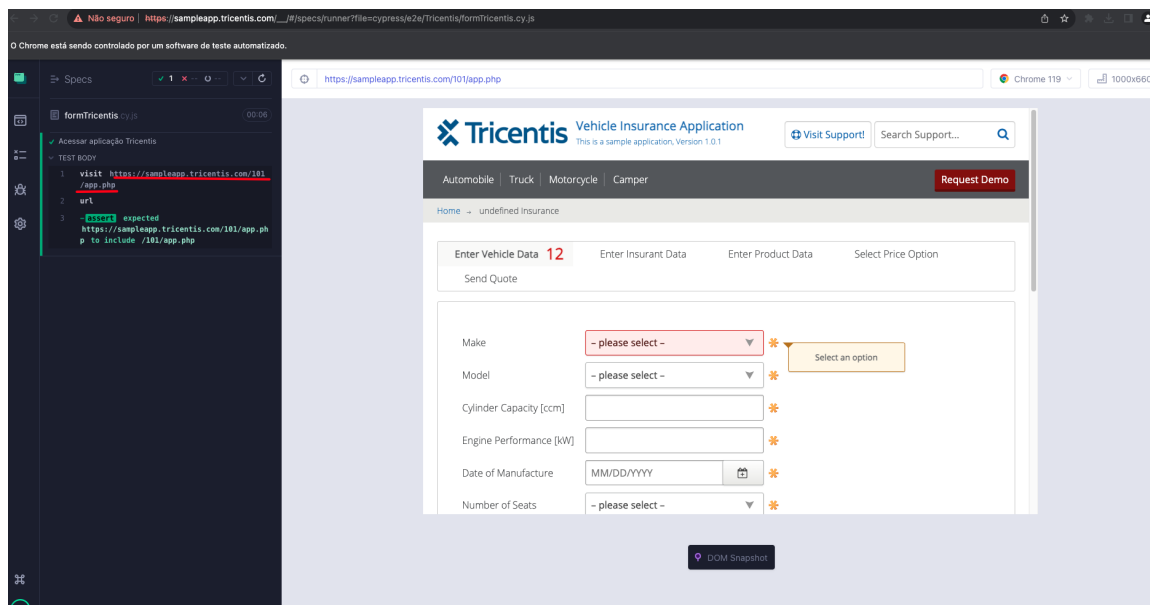 Não seguro https://sampleapp.tricentis.com/__/#/specs/runner?file=cypress/e2e/Tricentis/formTricentis.cy.js
O Chrome está sendo controlado por um software de teste automatizado.
Specs
1
--
--
formTricentis.cy.js
00:06
Acessar aplicação Tricentis
TEST BODY
1 visit https://sampleapp.tricentis.com/101
/app.php
2 url
3 -assert expected
https://sampleapp.tricentis.com/101/app.ph
p to include /101/app.php
https://sampleapp.tricentis.com/101/app.php
Chrome 119
1000x660
Tricentis
Vehicle Insurance Application
This is a sample application, Version 1.0.1
Visit Support!
Search Support...
Automobile | Truck | Motorcycle | Camper
Request Demo
Home → undefined Insurance
Enter Vehicle Data 12
Enter Insurant Data
Enter Product Data
Select Price Option
Send Quote
Make
– please select –
Select an option
Model
– please select –
Cylinder Capacity [ccm]
Engine Performance [kW]
Date of Manufacture
MM/DD/YYYY
Number of Seats
– please select –
DOM Snapshot